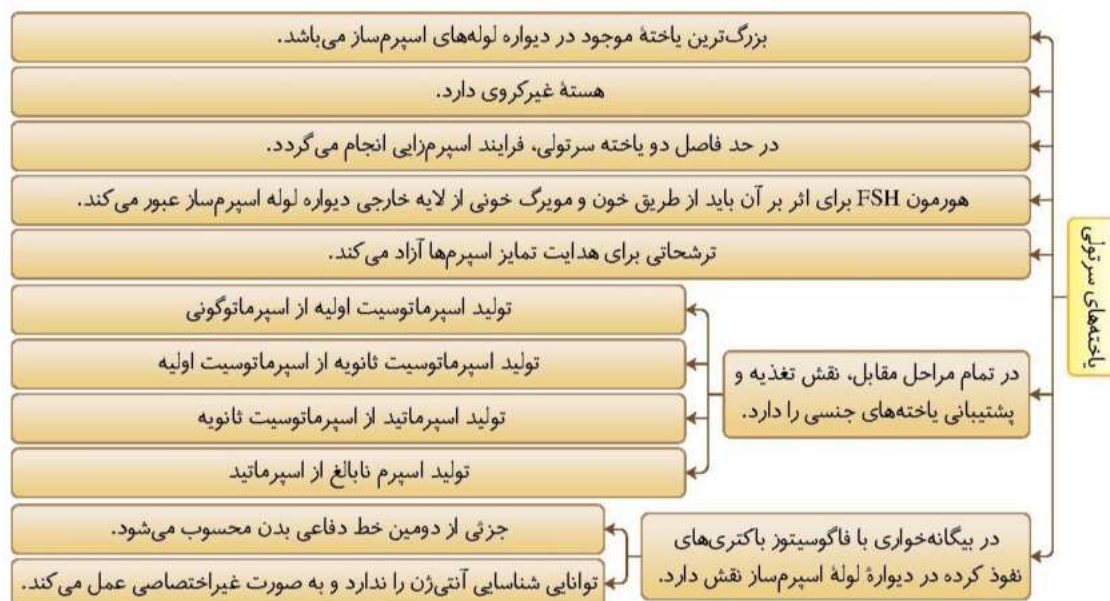 یاخته‌های سرتولی
بزرگ‌ترین یاختهٔ موجود در دیواره لوله‌های اسپرم‌ساز می‌باشد.
هستهٔ غیرکروی دارد.
در حد فاصل دو یاخته سرتولی، فرایند اسپرم‌زایی انجام می‌گردد.
هورمون FSH برای اثر بر آن باید از طریق خون و مویرگ خونی از لایه خارجی دیواره لوله اسپرم‌ساز عبور می‌کند.
ترشحاتی برای هدایت تمایز اسپرم‌ها آزاد می‌کند.
در تمام مراحل مقابل، نقش تغذیه و
پشتیبانی یاخته‌های جنسی را دارد.
تولید اسپرماتوسیت اولیه از اسپرماتوگونی
تولید اسپرماتوسیت ثانویه از اسپرماتوسیت اولیه
تولید اسپرماتید از اسپرماتوسیت ثانویه
تولید اسپرم نابالغ از اسپرماتید
در بیگانه‌خواری با فاگوسیتوز باکتری‌های
نفوذ کرده در دیوارهٔ لولهٔ اسپرم‌ساز نقش دارد.
جزئی از دومین خط دفاعی بدن محسوب می‌شود.
توانایی شناسایی آنتی‌ژن را ندارد و به صورت غیراختصاصی عمل می‌کند.